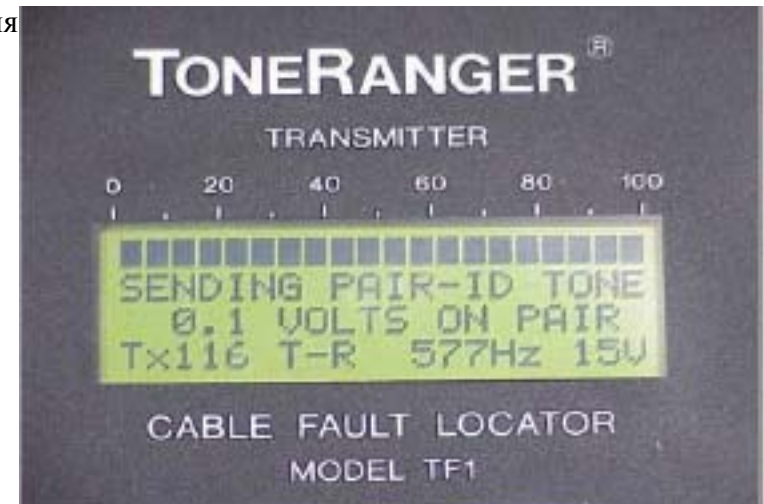 ия
TONERANGER®
TRANSMITTER
0 20 40 60 80 100
SENDING PAIR-ID TONE
0.1 VOLTS ON PAIR
Tx116 T-R 577Hz 15V
CABLE FAULT LOCATOR
MODEL TF1